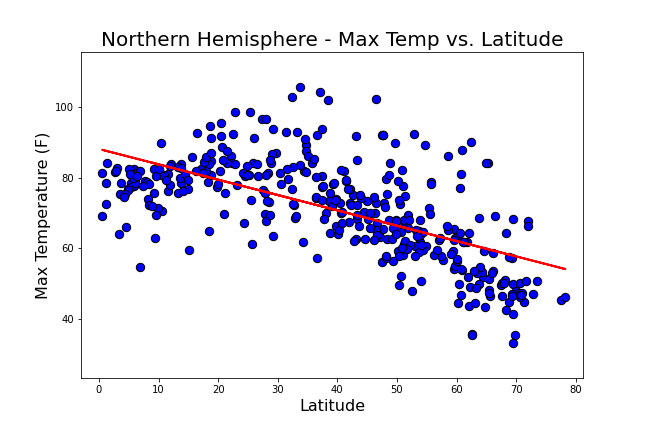 Northern Hemisphere - Max Temp vs. Latitude
Max Temperature (F)
100
80
60
40
0 10 20 30 40 50 60 70 80
Latitude